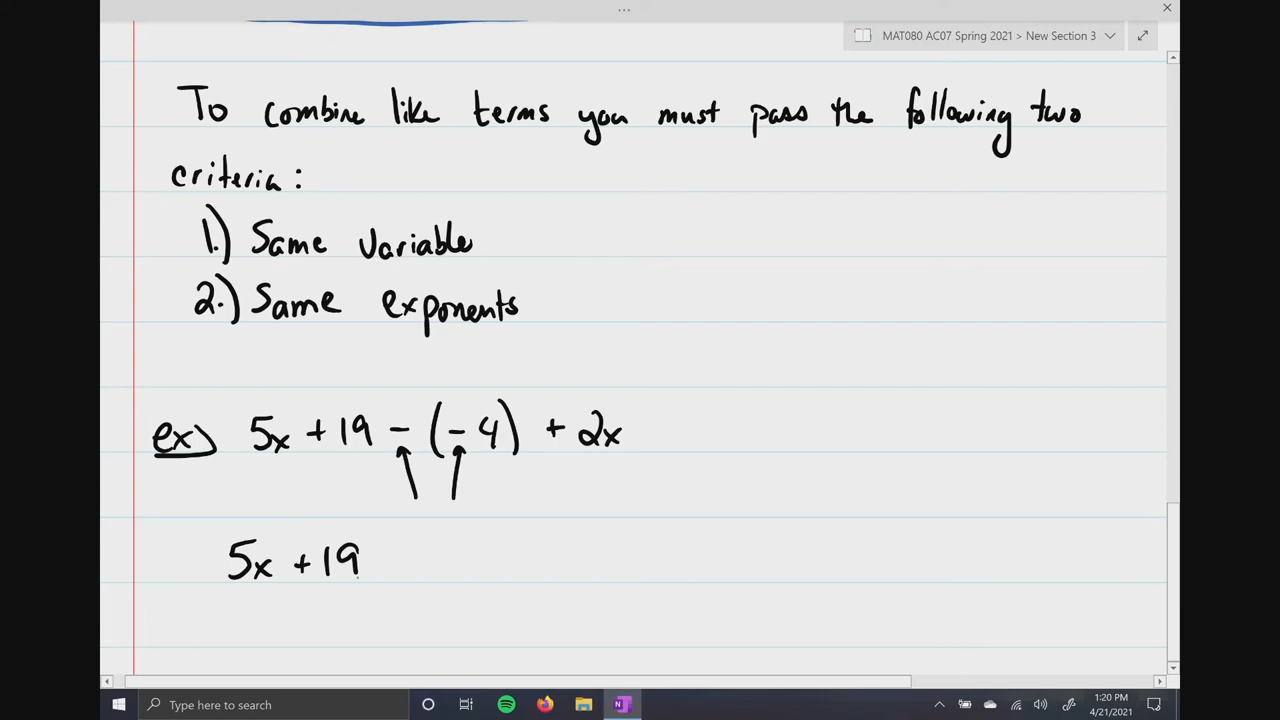 ...
MAT080 AC07 Spring 2021 > New Section 3
To combine like terms you must pass the following two
criteria:
1.) Same variable
2.) Same exponents
ex) 5x + 19 - (-4) + 2x
5x + 19
Type here to search
1:20 PM
4/21/2021